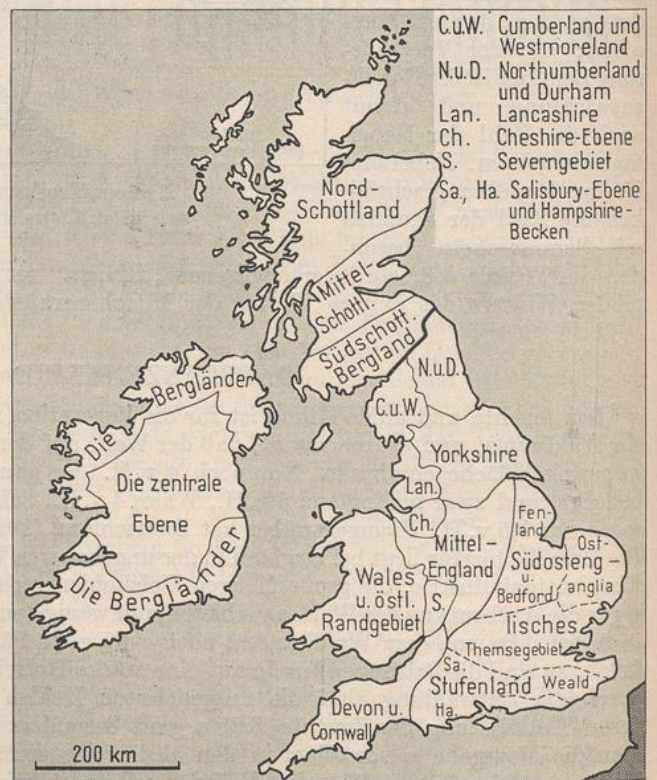 C.u.W. Cumberland und
Westmoreland
N.u.D. Northumberland
und Durham
Lan. Lancashire
Ch. Cheshire-Ebene
S. Severngebiet
Sa., Ha. Salisbury-Ebene
und Hampshire-
Becken
Nord-
Schottland
Mittel-
Schottl.
Südschott.
Bergland
N.u.D.
C.u.W.
Yorkshire
Lan.
Ch.
Die Bergländer
Die zentrale
Ebene
Die Bergländer
Mittel-
England
Wales
u. östl.
Randgebiet
S.
Fen-
land
Südosteng-
u.
Bedford
Ost-
anglia
lisches
Themsegebiet
Sa.
Stufenland
Weald
Ha.
Devon u.
Cornwall
200 km